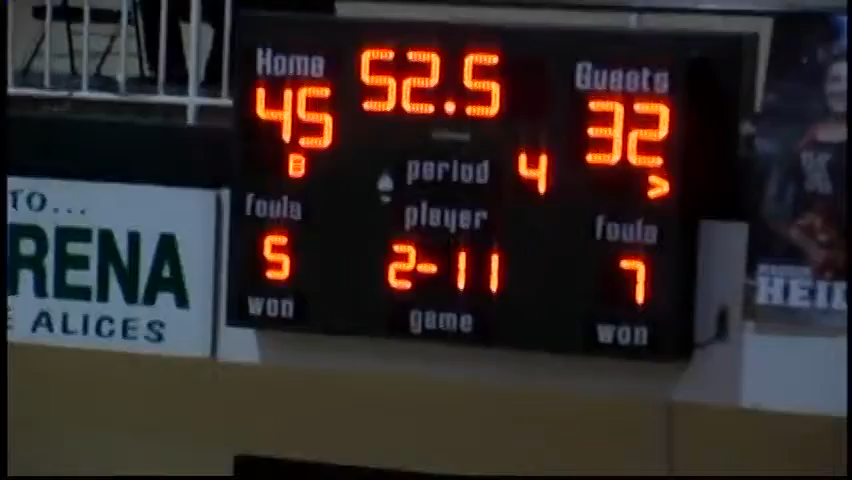 Home 52.5 Guests
45 32
B period 4 >
fouls player fouls
5 2-11 7
won game won
TO...
RENA
E ALICES
HEI